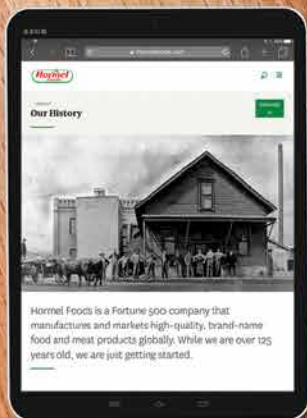 Hormel
Our History
Hormel Foods is a Fortune 500 company that
manufactures and markets high-quality, brand-name
food and meat products globally. While we are over 125
years old, we are just getting started.